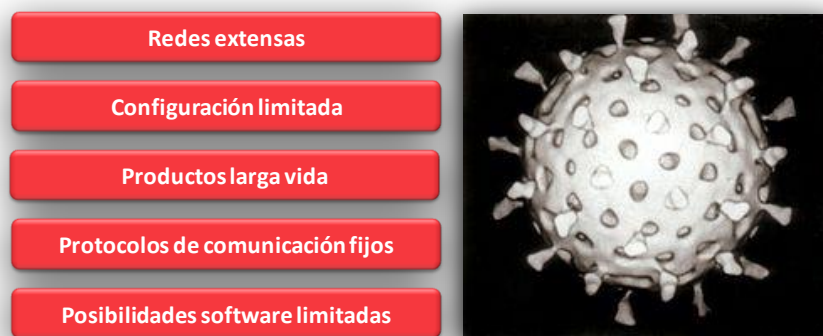 Redes extensas
Configuración limitada
Productos larga vida
Protocolos de comunicación fijos
Posibilidades software limitadas